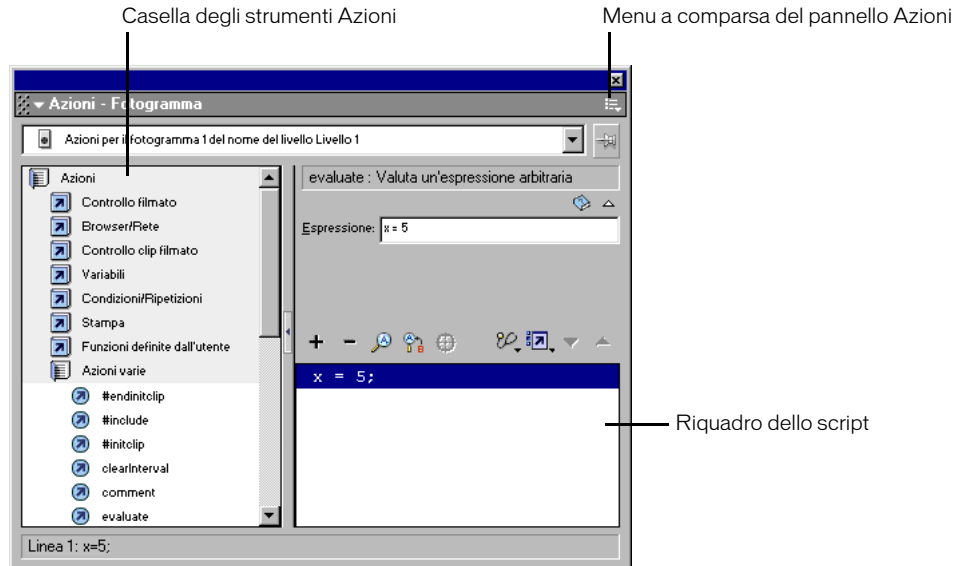 Casella degli strumenti Azioni
Menu a comparsa del pannello Azioni
Azioni - Fotogramma
Azioni per il fotogramma 1 del nome del livello Livello 1
Azioni
Controllo filmato
Browser/Rete
Controllo clip filmato
Variabili
Condizioni/Ripetizioni
Stampa
Funzioni definite dall'utente
Azioni varie
#endinitclip
#include
#initclip
clearInterval
comment
evaluate
evaluate : Valuta un'espressione arbitraria
Espressione: x = 5
x = 5;
Riquadro dello script
Linea 1: x=5;